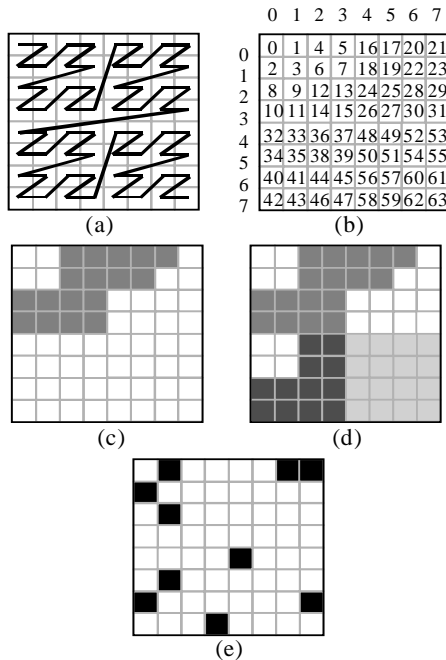 0 1 2 3 4 5 6 7
0 0 1 4 5 16 17 20 21
1 2 3 6 7 18 19 22 23
2 8 9 12 13 24 25 28 29
3 10 11 14 15 26 27 30 31
4 32 33 36 37 48 49 52 53
5 34 35 38 39 50 51 54 55
6 40 41 44 45 56 57 60 61
7 42 43 46 47 58 59 62 63
(a) (b)
(c) (d)
(e)